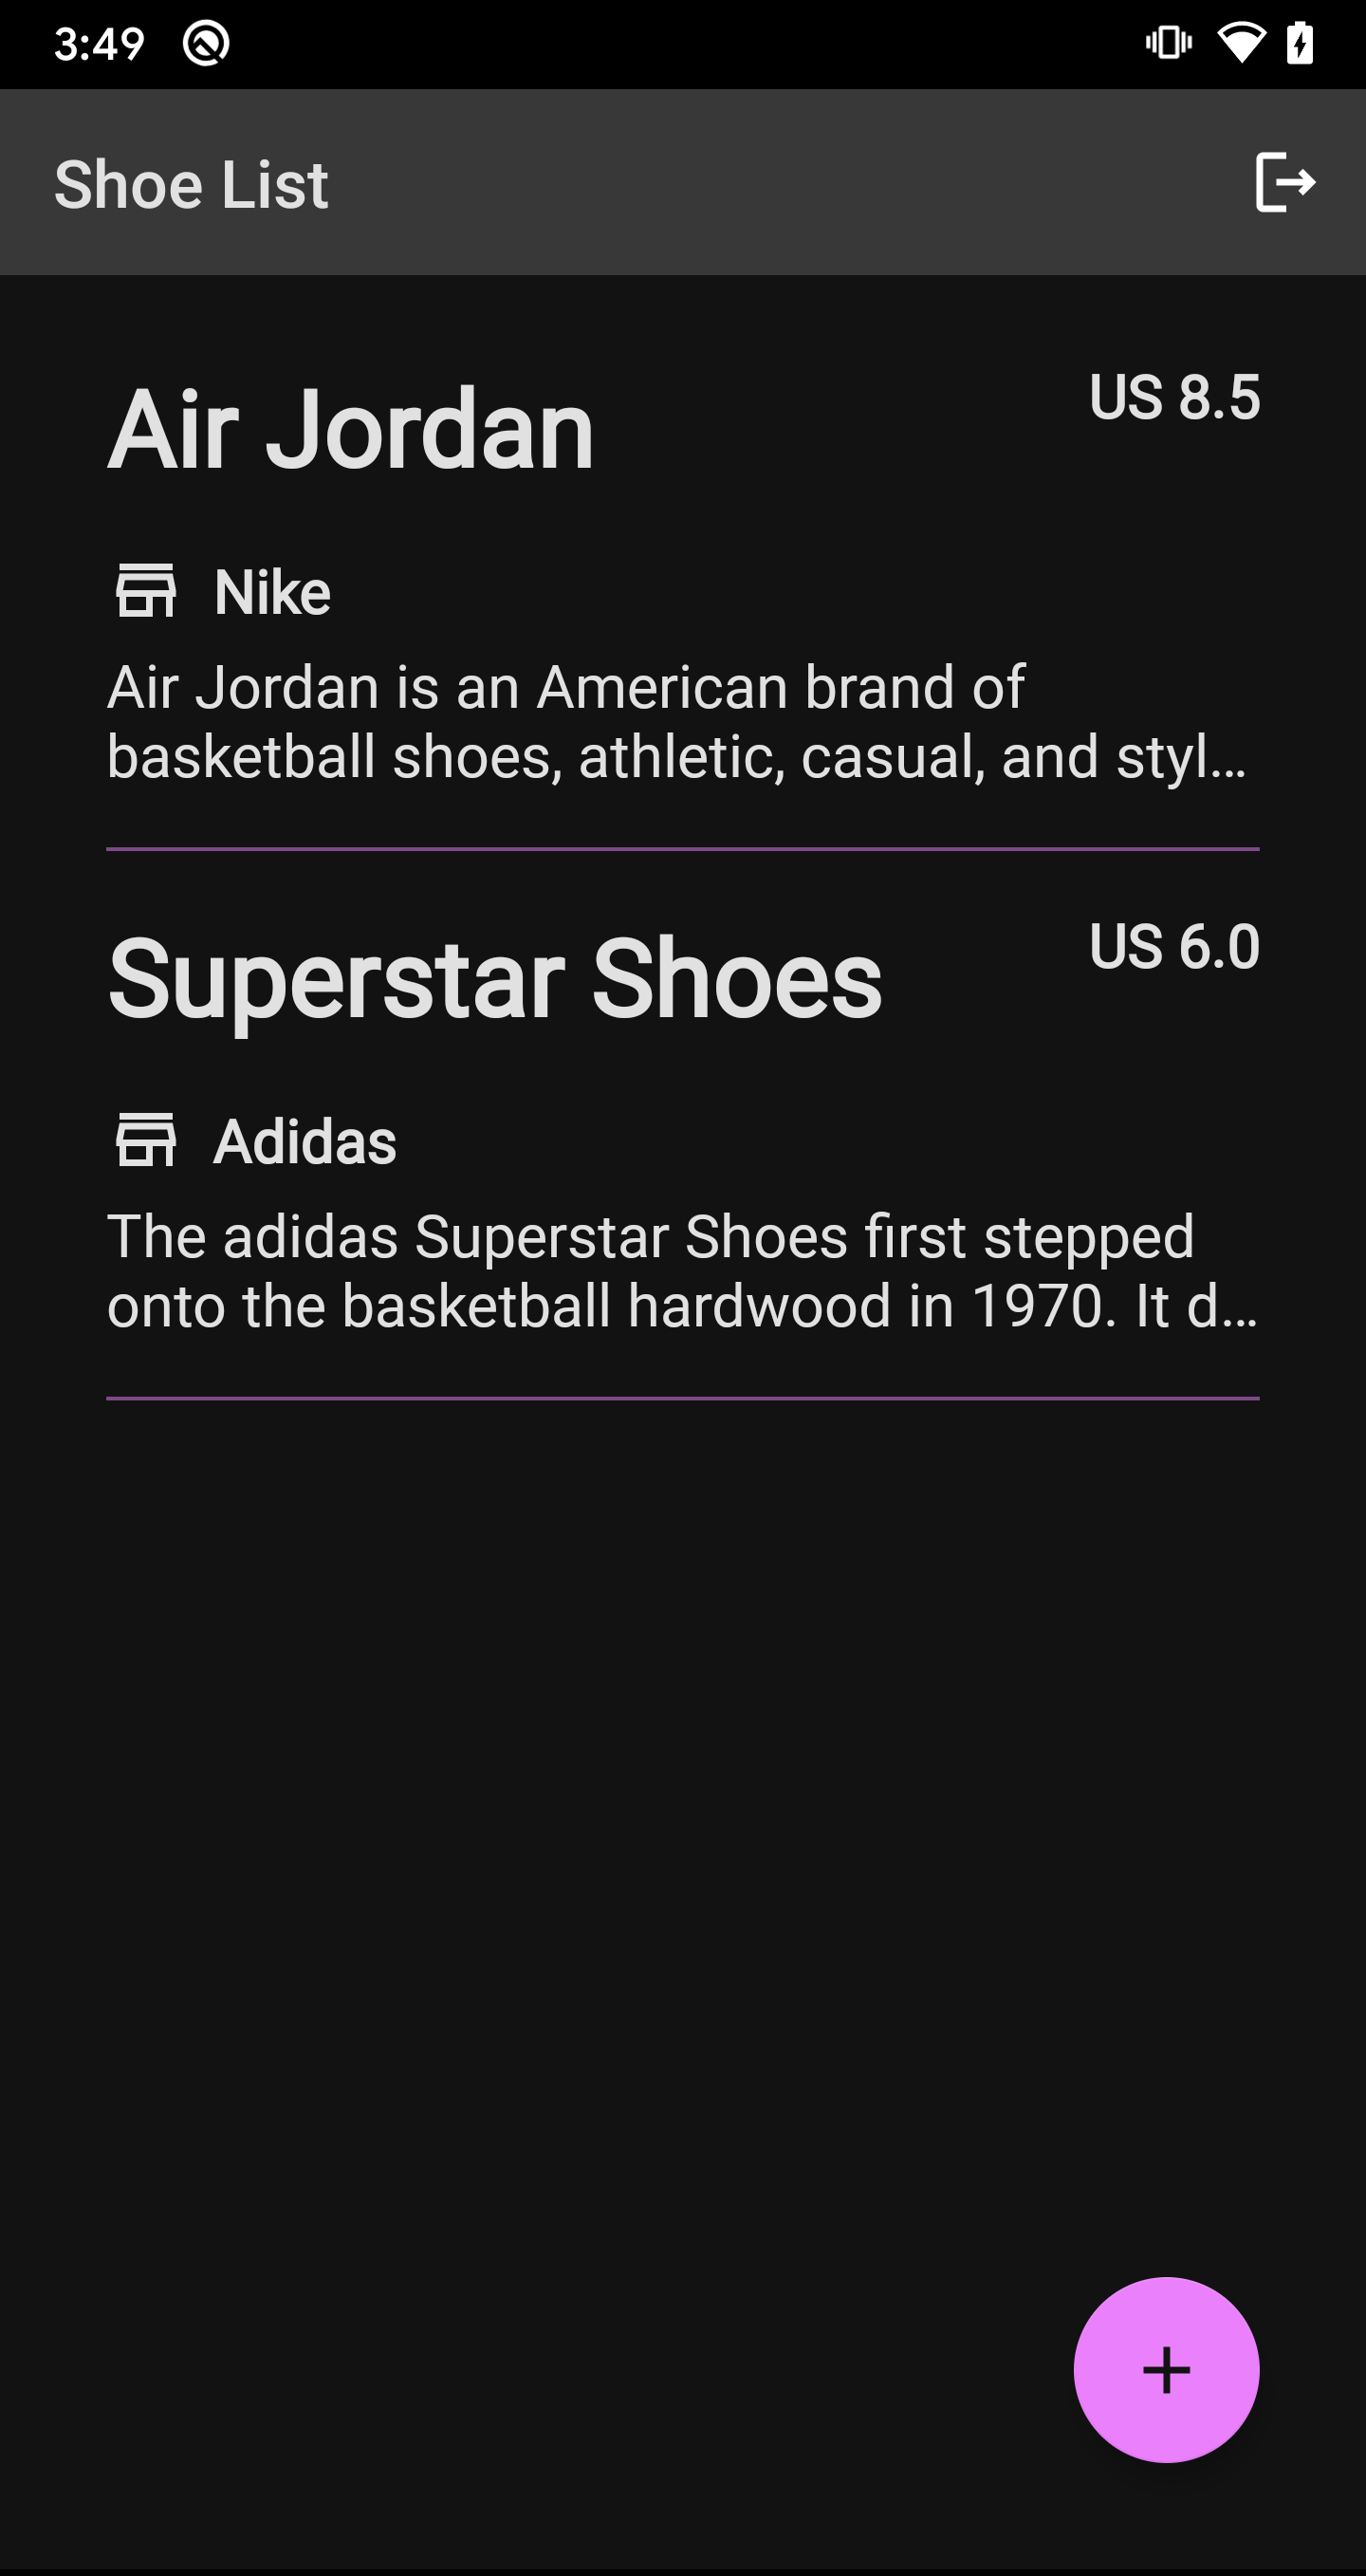 3:49
Shoe List
Air Jordan
US 8.5
Nike
Air Jordan is an American brand of
basketball shoes, athletic, casual, and styl…
Superstar Shoes
US 6.0
Adidas
The adidas Superstar Shoes first stepped
onto the basketball hardwood in 1970. It d…